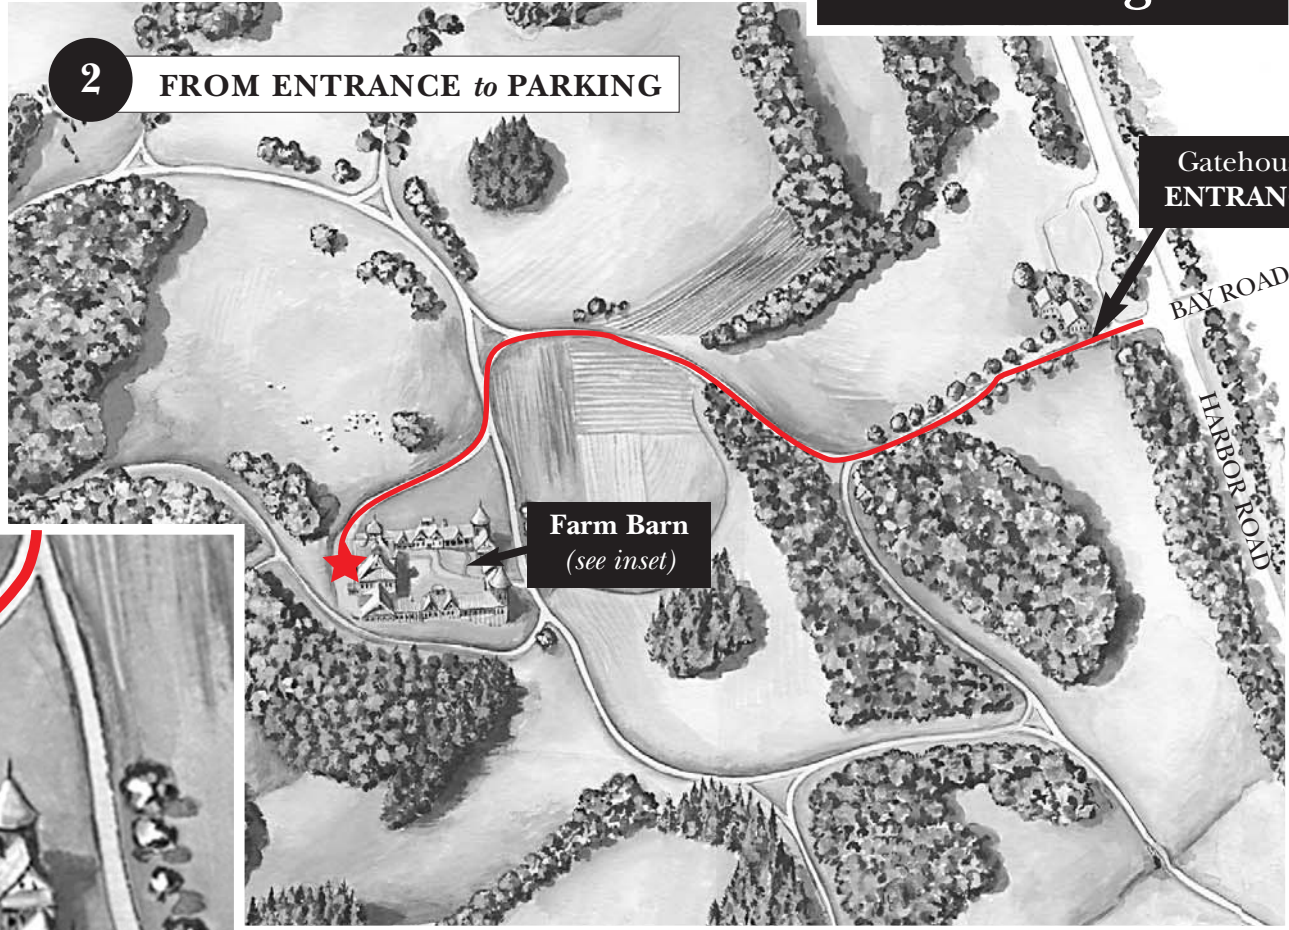 2
FROM ENTRANCE to PARKING
Gatehou
ENTRAN
BAY ROAD
HARBOR ROAD
Farm Barn
(see inset)